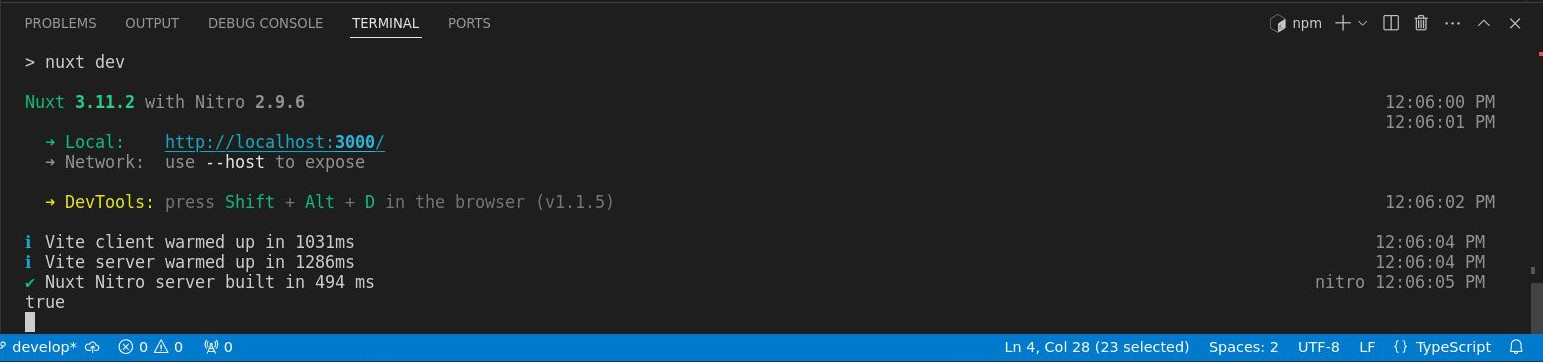 PROBLEMS OUTPUT DEBUG CONSOLE TERMINAL PORTS npm
> nuxt dev
Nuxt 3.11.2 with Nitro 2.9.6 12:06:00 PM
12:06:01 PM
➜ Local: http://localhost:3000/
➜ Network: use --host to expose
➜ DevTools: press Shift + Alt + D in the browser (v1.1.5) 12:06:02 PM
ℹ Vite client warmed up in 1031ms 12:06:04 PM
ℹ Vite server warmed up in 1286ms 12:06:04 PM
✔ Nuxt Nitro server built in 494 ms nitro 12:06:05 PM
true
develop* 0 0 0 Ln 4, Col 28 (23 selected) Spaces: 2 UTF-8 LF {} TypeScript